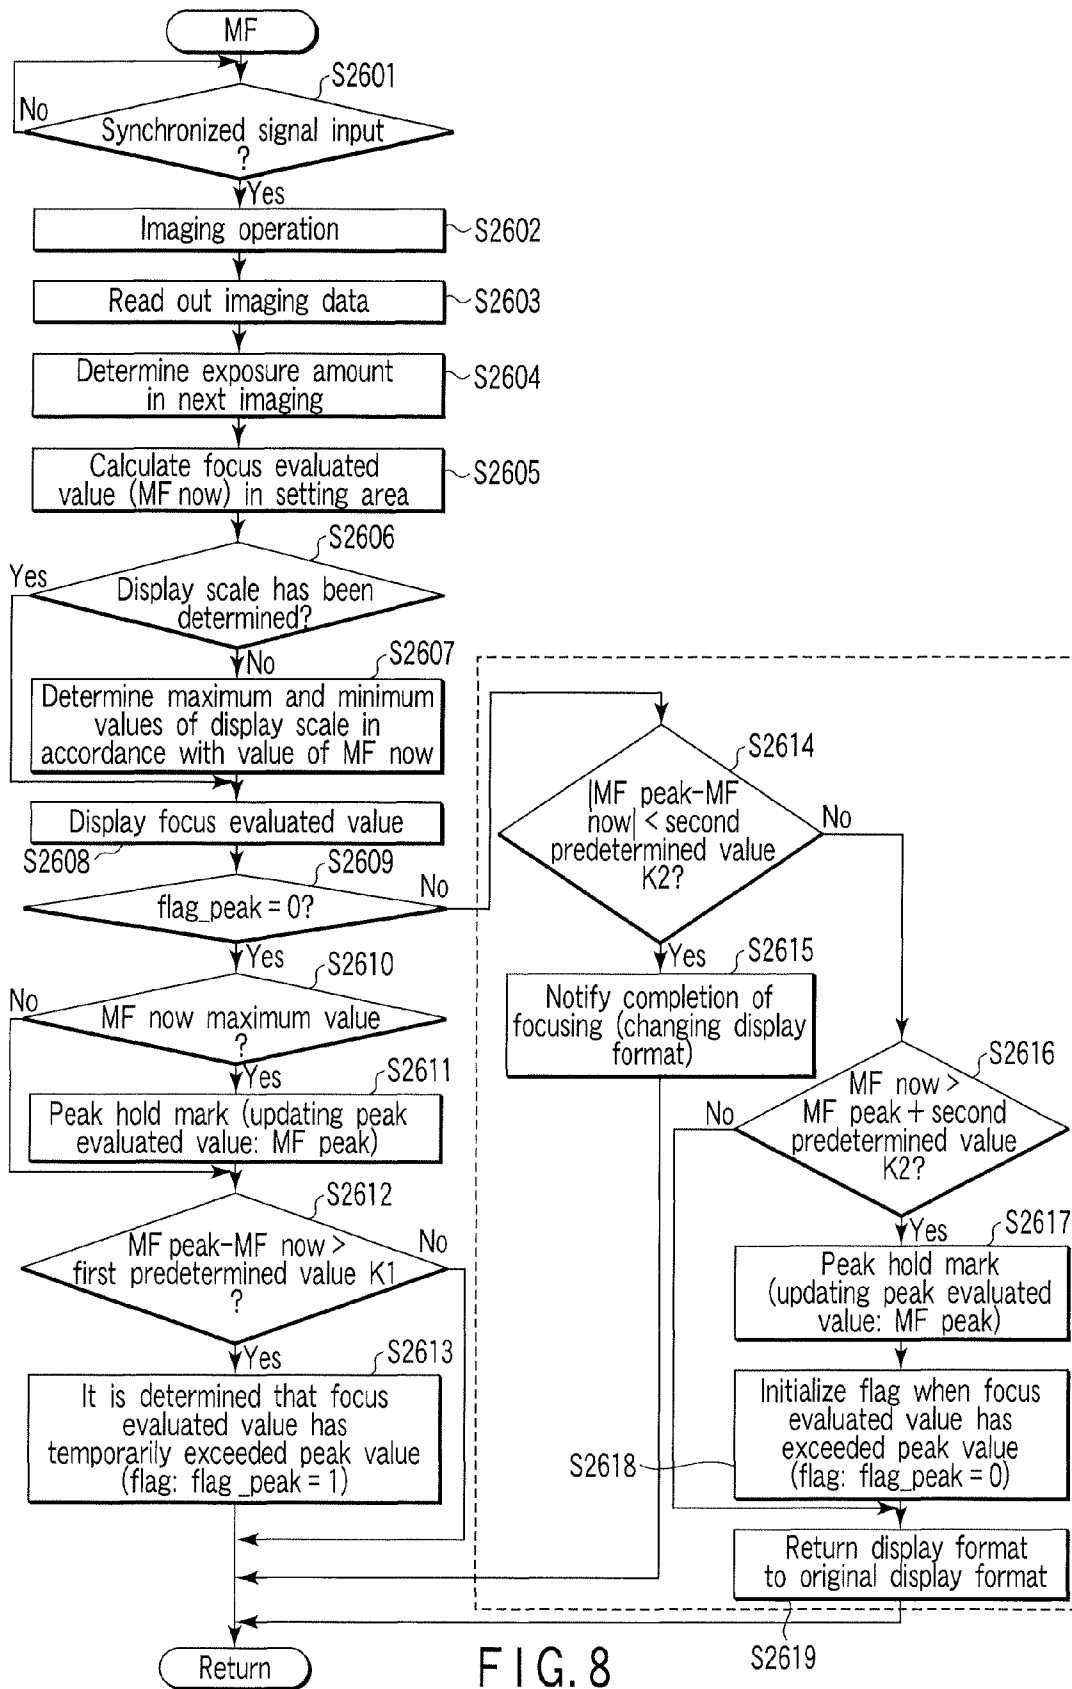 MF
S2601
No
Synchronized signal input
?
Yes
Imaging operation
S2602
Read out imaging data
S2603
Determine exposure amount
in next imaging
S2604
Calculate focus evaluated
value (MF now) in setting area
S2605
S2606
Yes
Display scale has been
determined?
No
S2607
Determine maximum and minimum
values of display scale in
accordance with value of MF now
Display focus evaluated value
S2608
S2609
No
flag_peak = 0?
Yes
S2610
No
MF now maximum value
?
Yes
S2611
Peak hold mark (updating peak
evaluated value: MF peak)
S2612
MF peak-MF now >
first predetermined value K1
?
No
Yes
S2613
It is determined that focus
evaluated value has
temporarily exceeded peak value
(flag: flag_peak = 1)
S2614
|MF peak-MF
now| < second
predetermined value
K2?
No
Yes
S2615
Notify completion of
focusing (changing display
format)
S2616
MF now >
MF peak + second
predetermined value
K2?
No
Yes
S2617
Peak hold mark
(updating peak evaluated
value: MF peak)
Initialize flag when focus
evaluated value has
exceeded peak value
(flag: flag_peak = 0)
S2618
Return display format
to original display format
S2619
Return
FIG. 8